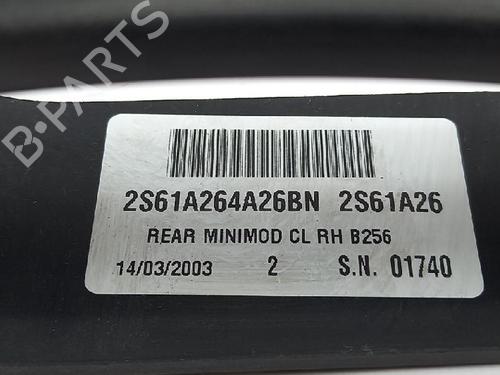 B-PARTS
2S61A264A26BN 2S61A26
REAR MINIMOD CL RH B256
14/03/2003 2 S.N. 01740